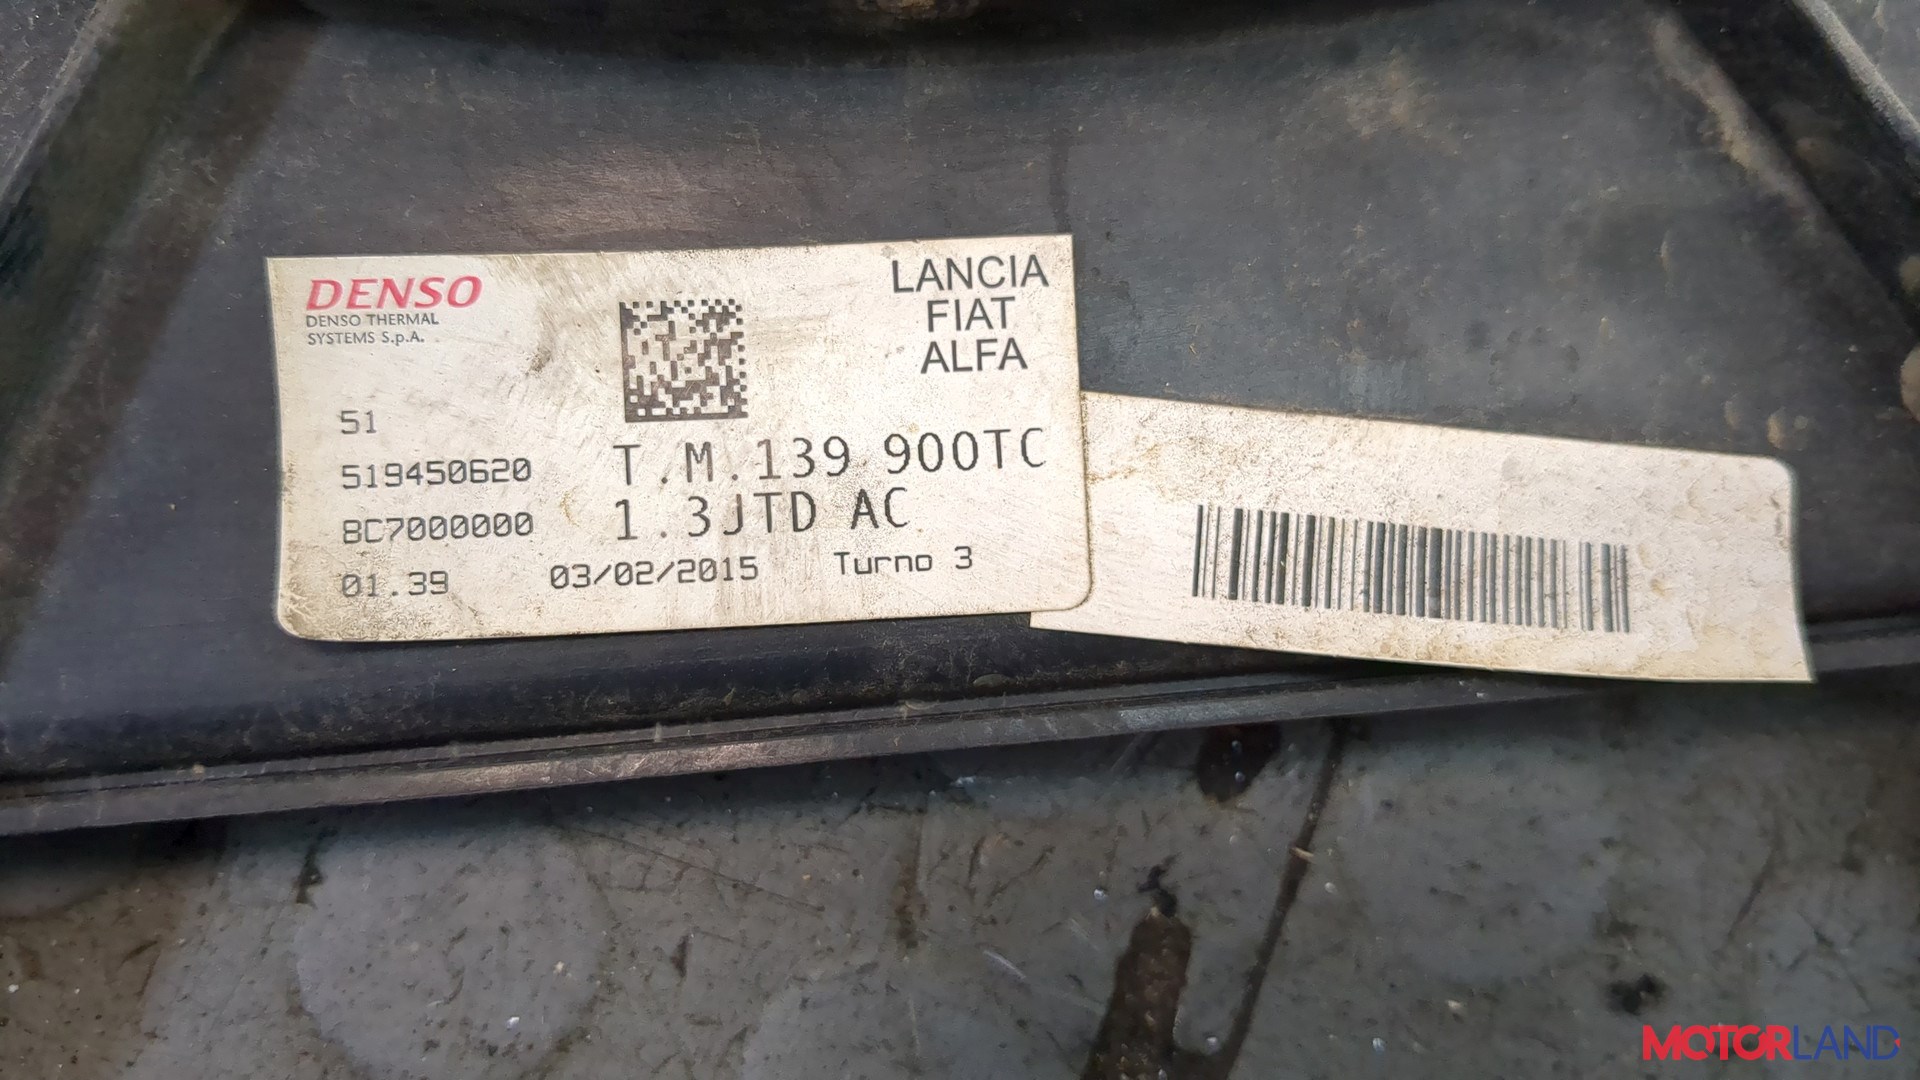 DENSO
DENSO THERMAL
SYSTEMS S.p.A.
LANCIA
FIAT
ALFA
51
519450620
8C7000000
01.39
T.M.139 900TC
1.3JTD AC
03/02/2015 Turno 3
MOTORLAND